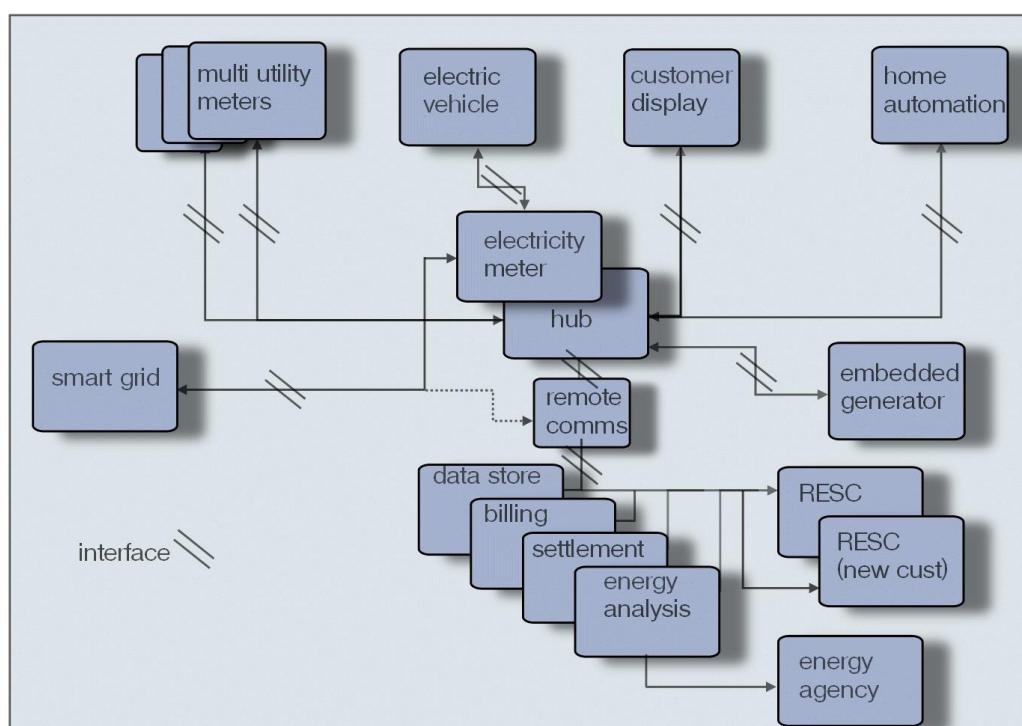 multi utility
meters
electric
vehicle
customer
display
home
automation
electricity
meter
hub
smart grid
embedded
generator
remote
comms
data store
billing
settlement
energy
analysis
RESC
RESC
(new cust)
interface
energy
agency